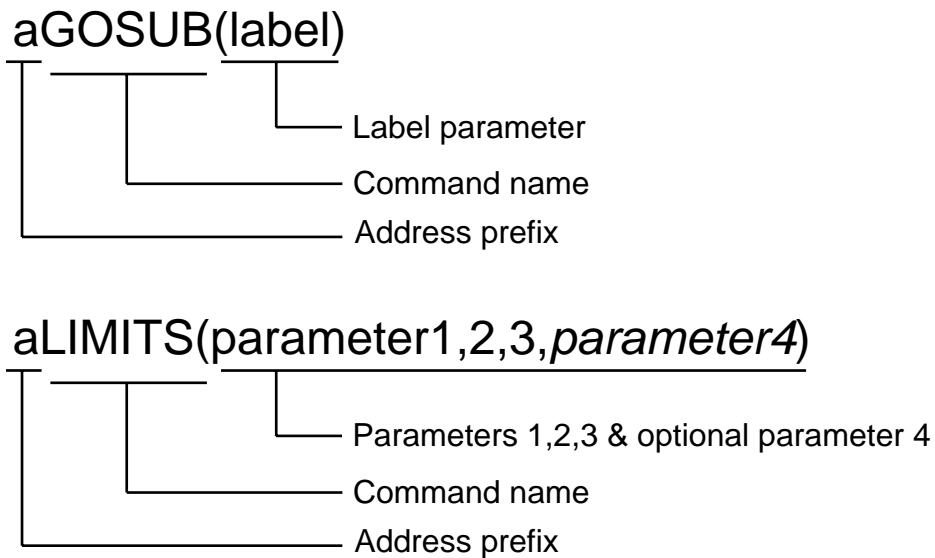 aGOSUB(label)
Label parameter
Command name
Address prefix
aLIMITS(parameter1,2,3,parameter4)
Parameters 1,2,3 & optional parameter 4
Command name
Address prefix